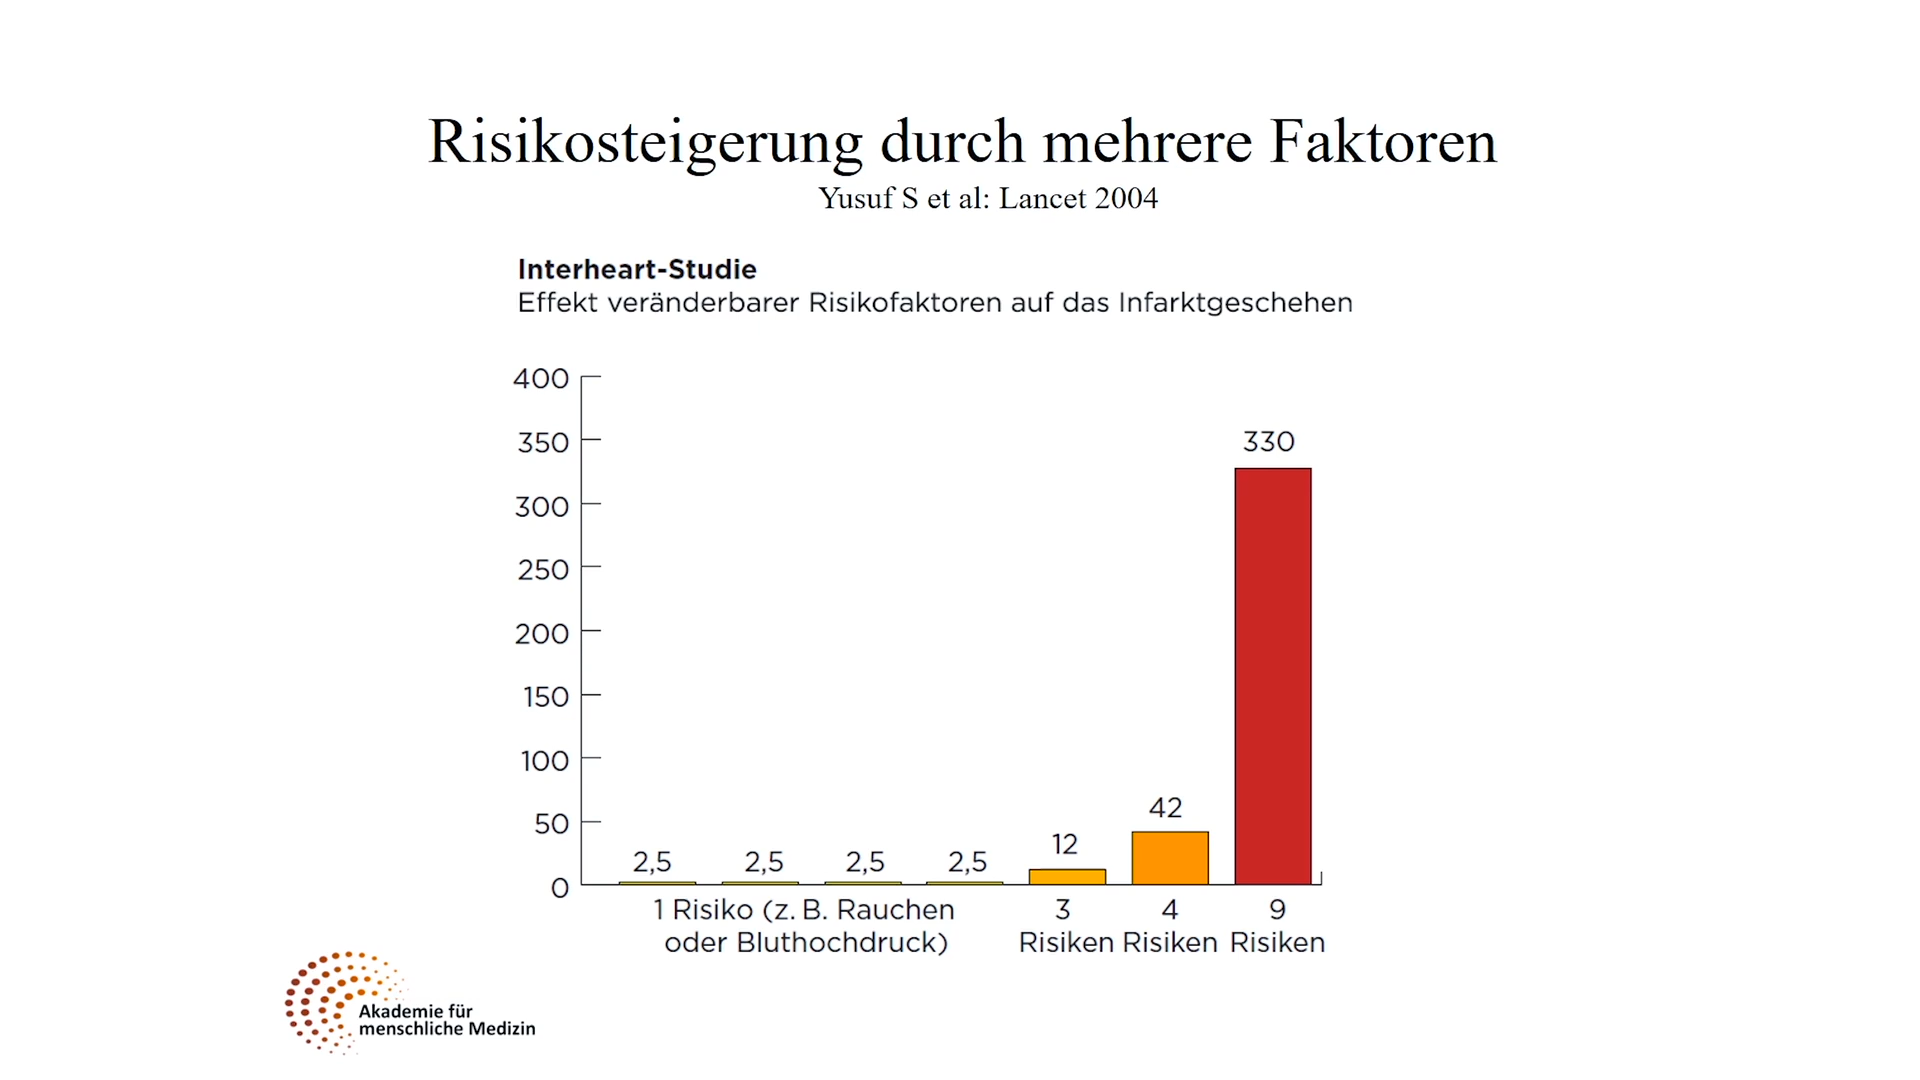 Risikosteigerung durch mehrere Faktoren
Yusuf S et al: Lancet 2004
Interheart-Studie
Effekt veränderbarer Risikofaktoren auf das Infarktgeschehen
400
350
300
250
200
150
100
50
0
2,5 2,5 2,5 2,5 12 42 330
1 Risiko (z. B. Rauchen
oder Bluthochdruck)
3
Risiken
4
Risiken
9
Risiken
Akademie für
menschliche Medizin